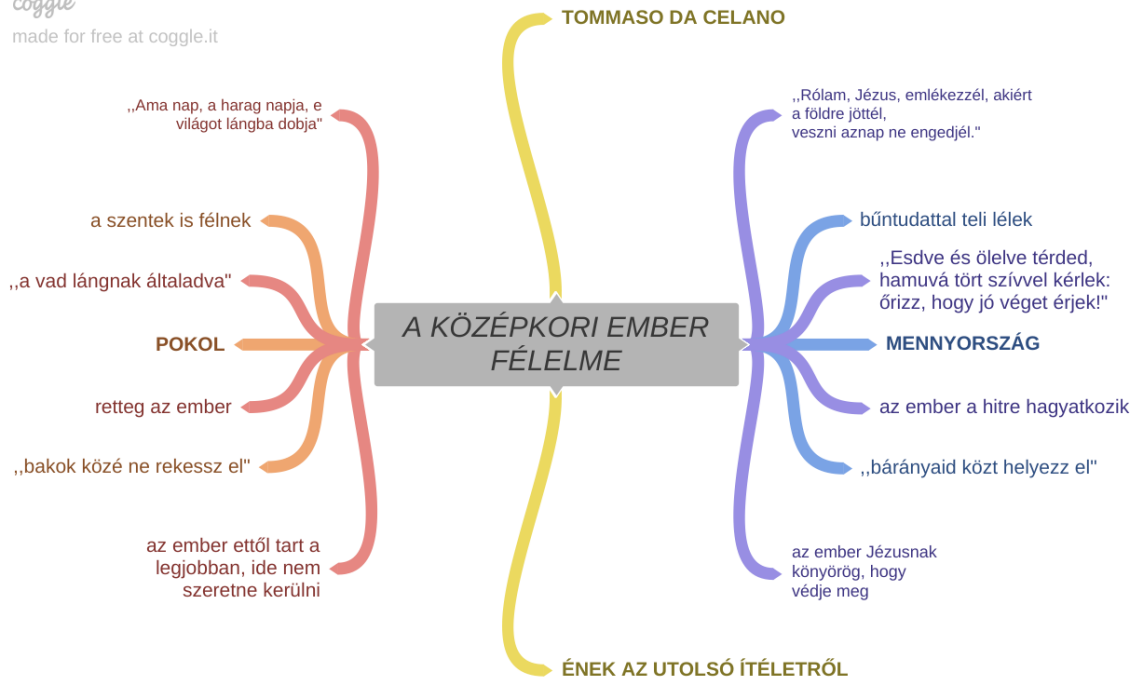 coggle
made for free at coggle.it
TOMMASO DA CELANO
,,Ama nap, a harag napja, e
világot lángba dobja"
a szentek is félnek
,,a vad lángnak általadva"
POKOL
retteg az ember
,,bakok közé ne rekessz el"
az ember ettől tart a
legjobban, ide nem
szeretne kerülni
A KÖZÉPKORI EMBER
FÉLELME
,,Rólam, Jézus, emlékezzél, akiért
a földre jöttél,
veszni aznap ne engedjél."
bűntudattal teli lélek
,,Esdve és ölelve térded,
hamuvá tört szívvel kérlek:
őrizz, hogy jó véget érjek!"
MENNYORSZÁG
az ember a hitre hagyatkozik
,,bárányaid közt helyezz el"
az ember Jézusnak
könyörög, hogy
védje meg
ÉNEK AZ UTOLSÓ ÍTÉLETRŐL